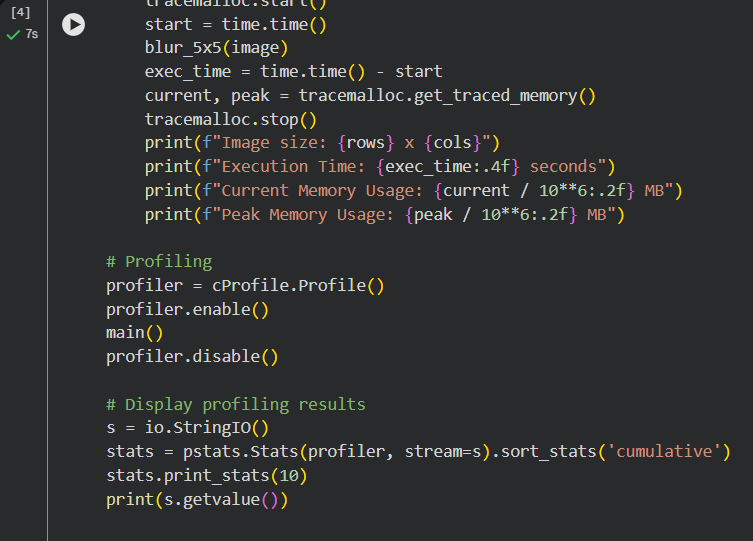 [4]
7s
tracemalloc.start()
start = time.time()
blur_5x5(image)
exec_time = time.time() - start
current, peak = tracemalloc.get_traced_memory()
tracemalloc.stop()
print(f"Image size: {rows} x {cols}")
print(f"Execution Time: {exec_time:.4f} seconds")
print(f"Current Memory Usage: {current / 10**6:.2f} MB")
print(f"Peak Memory Usage: {peak / 10**6:.2f} MB")
# Profiling
profiler = cProfile.Profile()
profiler.enable()
main()
profiler.disable()
# Display profiling results
s = io.StringIO()
stats = pstats.Stats(profiler, stream=s).sort_stats('cumulative')
stats.print_stats(10)
print(s.getvalue())